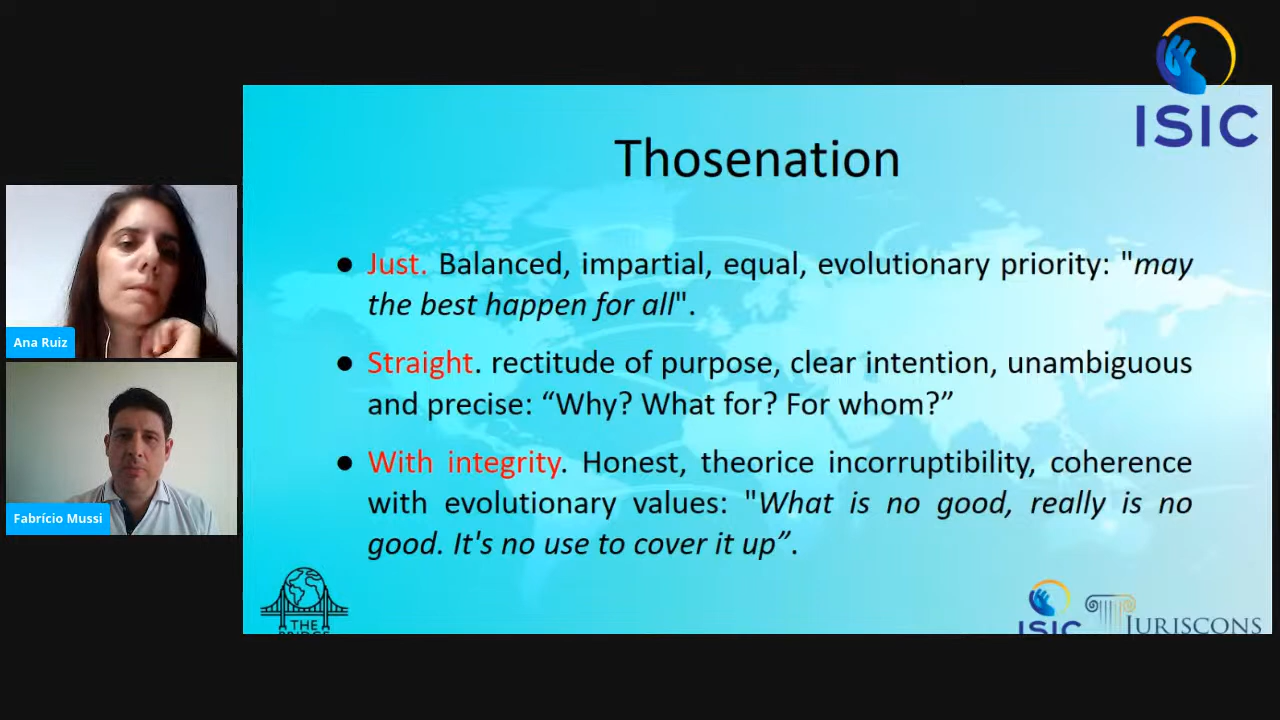 ISIC
Thosenation
● Just. Balanced, impartial, equal, evolutionary priority: "may
the best happen for all".
● Straight. rectitude of purpose, clear intention, unambiguous
and precise: “Why? What for? For whom?”
● With integrity. Honest, theorice incorruptibility, coherence
with evolutionary values: "What is no good, really is no
good. It's no use to cover it up”.
Ana Ruiz
Fabrício Mussi
THE
BRIDGE
ISIC
JURISCONS